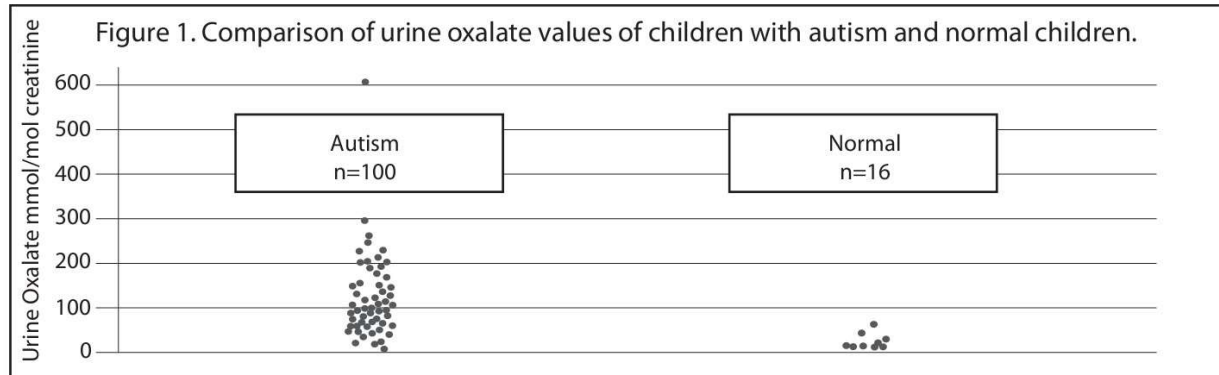 Figure 1. Comparison of urine oxalate values of children with autism and normal children.
Urine Oxalate mmol/mol creatinine
600
500
400
300
200
100
0
Autism
n=100
Normal
n=16